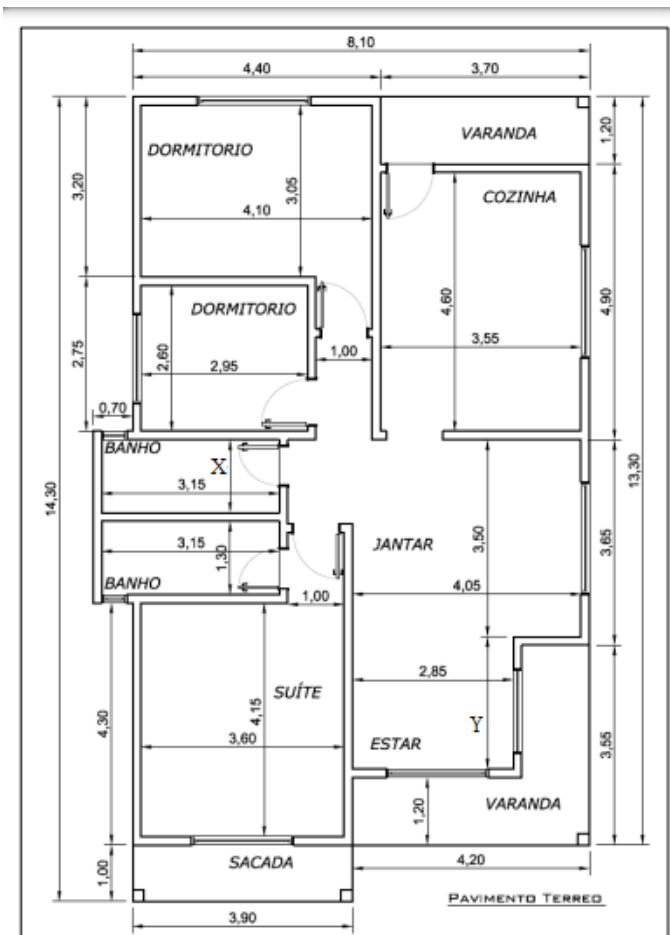 8,10
4,40 3,70
DORMITORIO
VARANDA
1,20
3,20
3,05
4,10
COZINHA
DORMITORIO
4,60
4,90
3,55
2,75
2,60
2,95
1,00
0,70
BANHO
X
3,15
14,30
13,30
3,15
1,30
BANHO
JANTAR
3,50
3,65
4,05
1,00
2,85
SUÍTE
4,15
3,60
4,30
ESTAR
Y
3,55
1,20
VARANDA
1,00
SACADA
4,20
PAVIMENTO TERREO
3,90